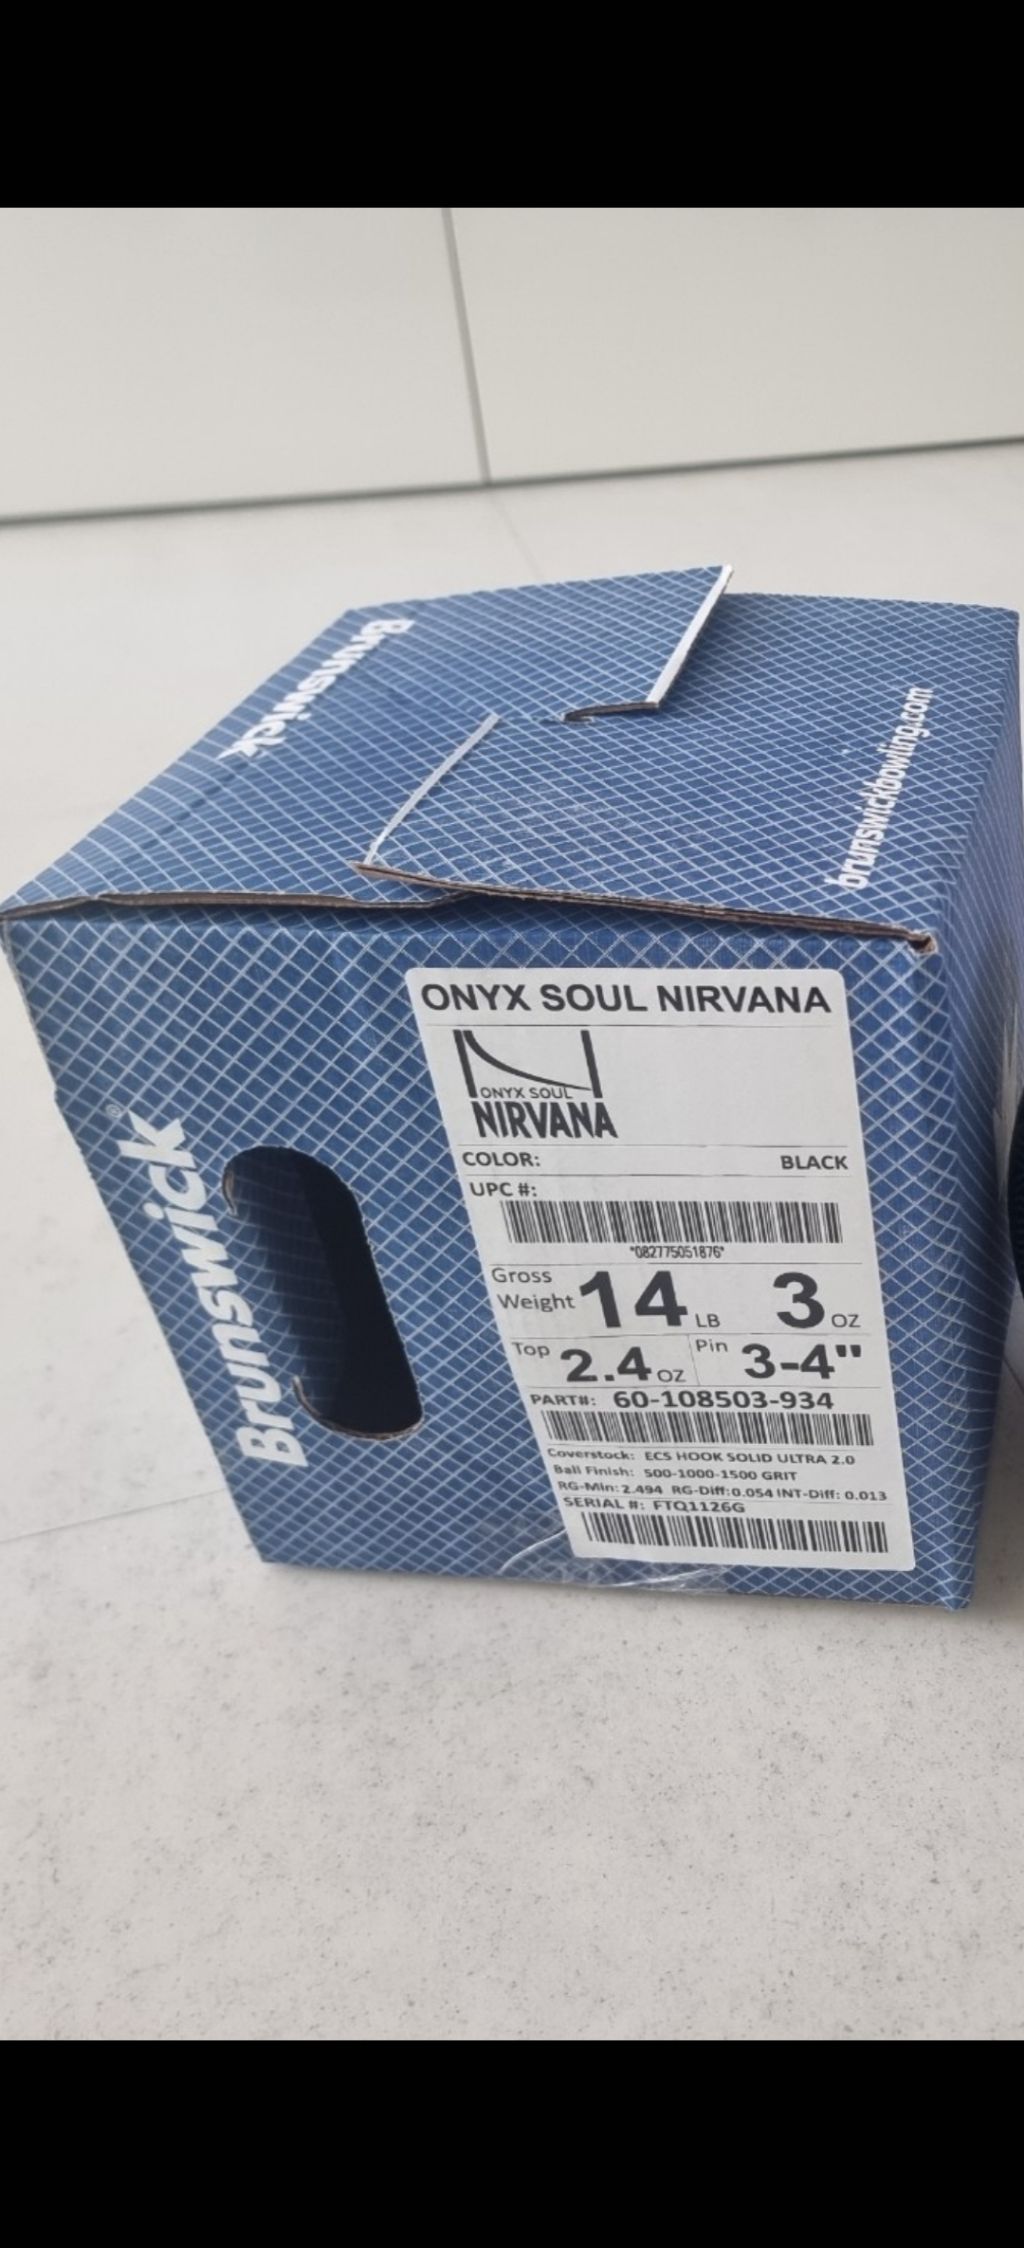 Brunswick
brunswickbowling.com
Brunswick®
ONYX SOUL NIRVANA
ONYX SOUL
NIRVANA
COLOR: BLACK
UPC #:
*082775051876*
Gross Weight 14 LB 3 OZ
Top 2.4 OZ Pin 3-4"
PART#: 60-108503-934
Coverstock: ECS HOOK SOLID ULTRA 2.0
Ball Finish: 500-1000-1500 GRIT
RG-Min: 2.494 RG-Diff:0.054 INT-Diff: 0.013
SERIAL #: FTQ1126G